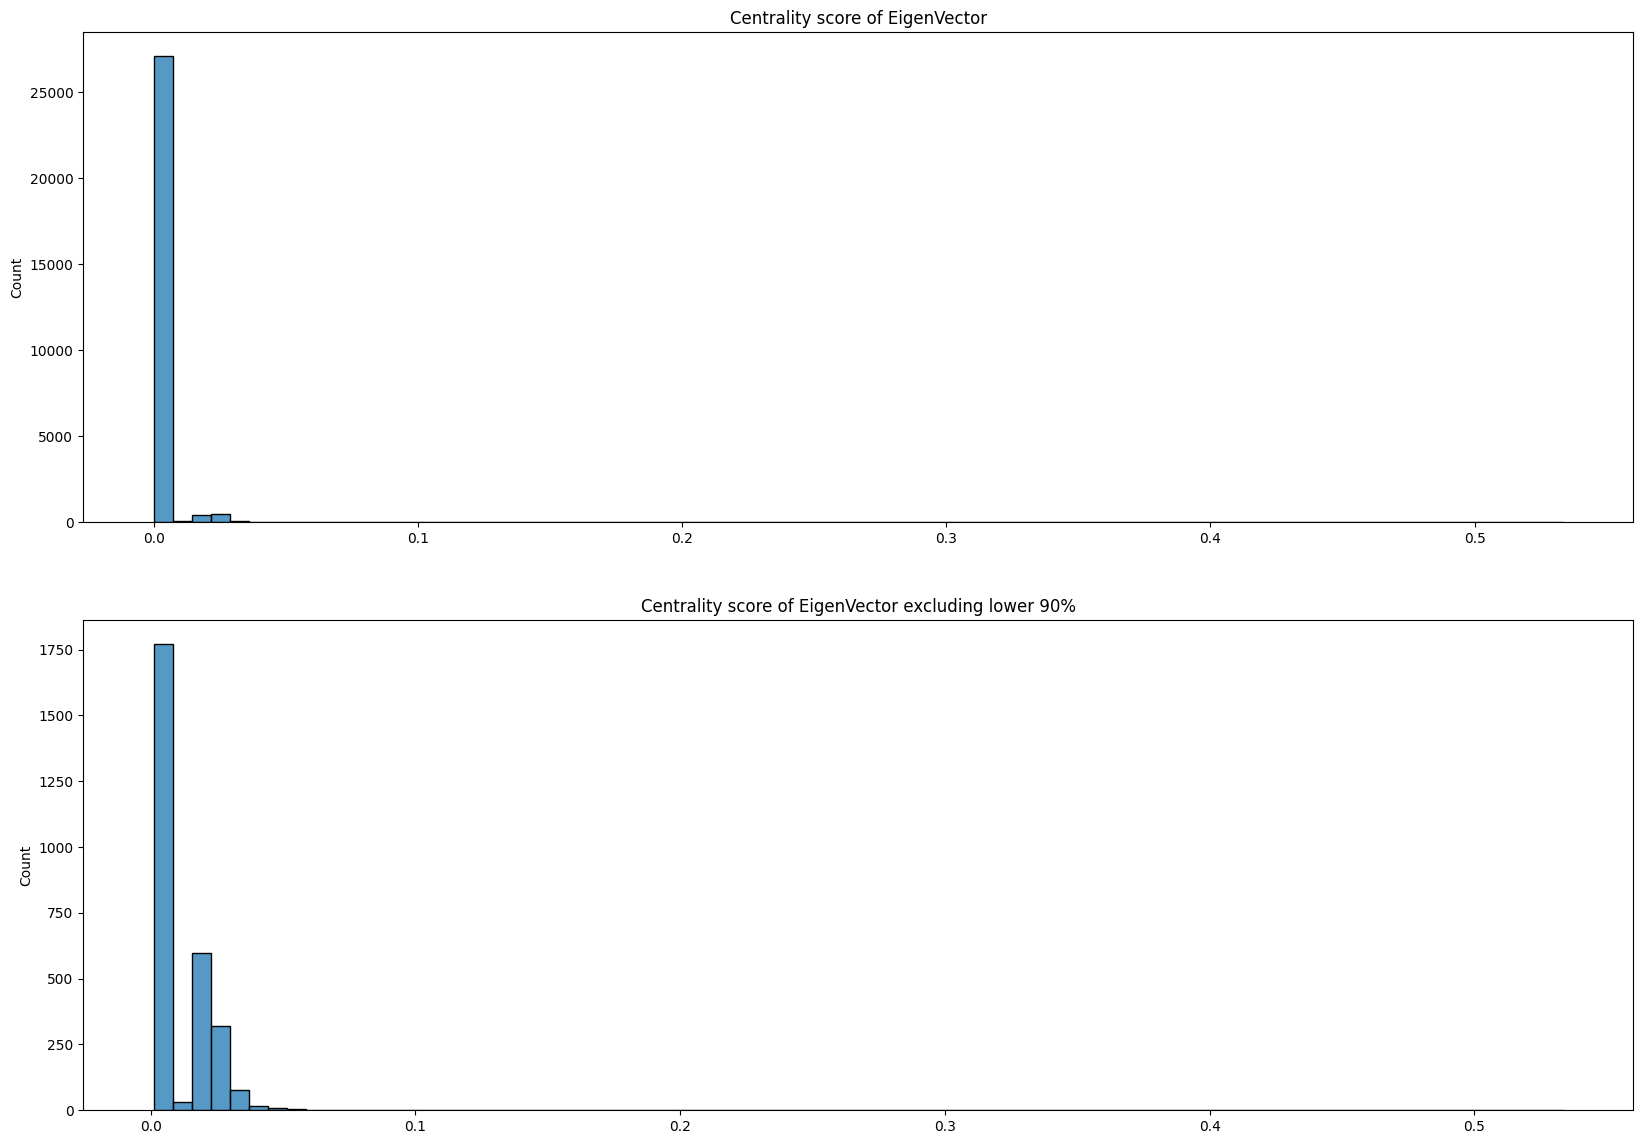 Centrality score of EigenVector
Count
25000
20000
15000
10000
5000
0
0.0 0.1 0.2 0.3 0.4 0.5
Centrality score of EigenVector excluding lower 90%
Count
1750
1500
1250
1000
750
500
250
0
0.0 0.1 0.2 0.3 0.4 0.5